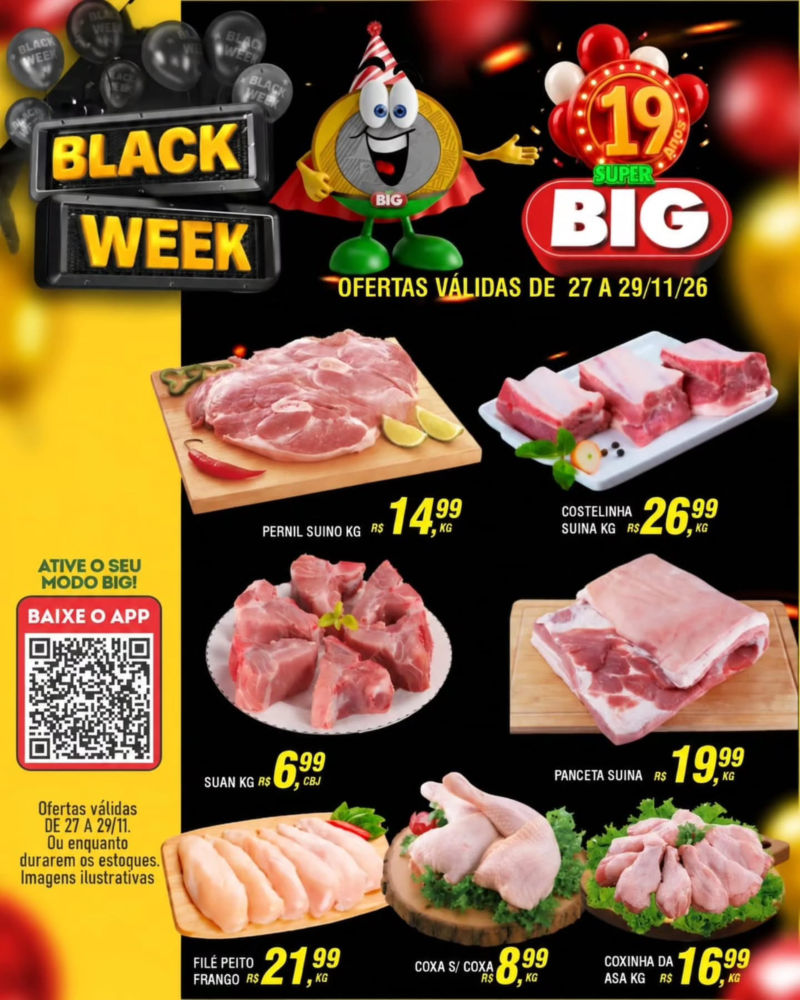 BLACK
WEEK
BLACK
WEEK
BLACK
WEEK
BLACK
WEEK
BLACK
WEEK
BIG
19
Anos
SUPER
BIG
OFERTAS VÁLIDAS DE 27 A 29/11/26
PERNIL SUINO KG R$ 14,99 KG
COSTELINHA
SUINA KG R$ 26,99 KG
ATIVE O SEU
MODO BIG!
BAIXE O APP
SUAN KG R$ 6,99 CBJ
PANCETA SUINA R$ 19,99 KG
Ofertas válidas
DE 27 A 29/11.
Ou enquanto
durarem os estoques.
Imagens ilustrativas
FILÉ PEITO
FRANGO R$ 21,99 KG
COXA S/ COXA R$ 8,99 KG
COXINHA DA
ASA KG R$ 16,99 KG